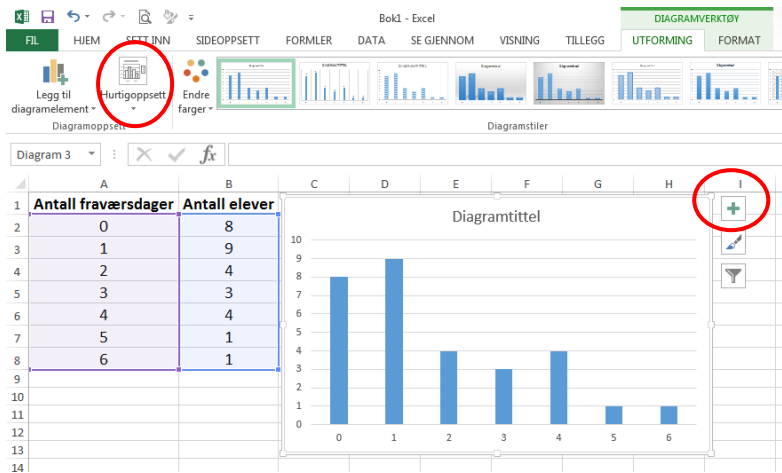 Bok1 - Excel
DIAGRAMVERKTØY
FIL HJEM SETT INN SIDEOPPSETT FORMLER DATA SE GJENNOM VISNING TILLEGG UTFORMING FORMAT
Legg til diagramelement
Hurtigoppsett
Endre farger
Diagramoppsett
Diagramstiler
Diagram 3
fx
A B C D E F G H I
1 Antall fraværsdager Antall elever
2 0 8
3 1 9
4 2 4
5 3 3
6 4 4
7 5 1
8 6 1
9
10
11
12
13
14
Diagramtittel
10
9
8
7
6
5
4
3
2
1
0
0 1 2 3 4 5 6